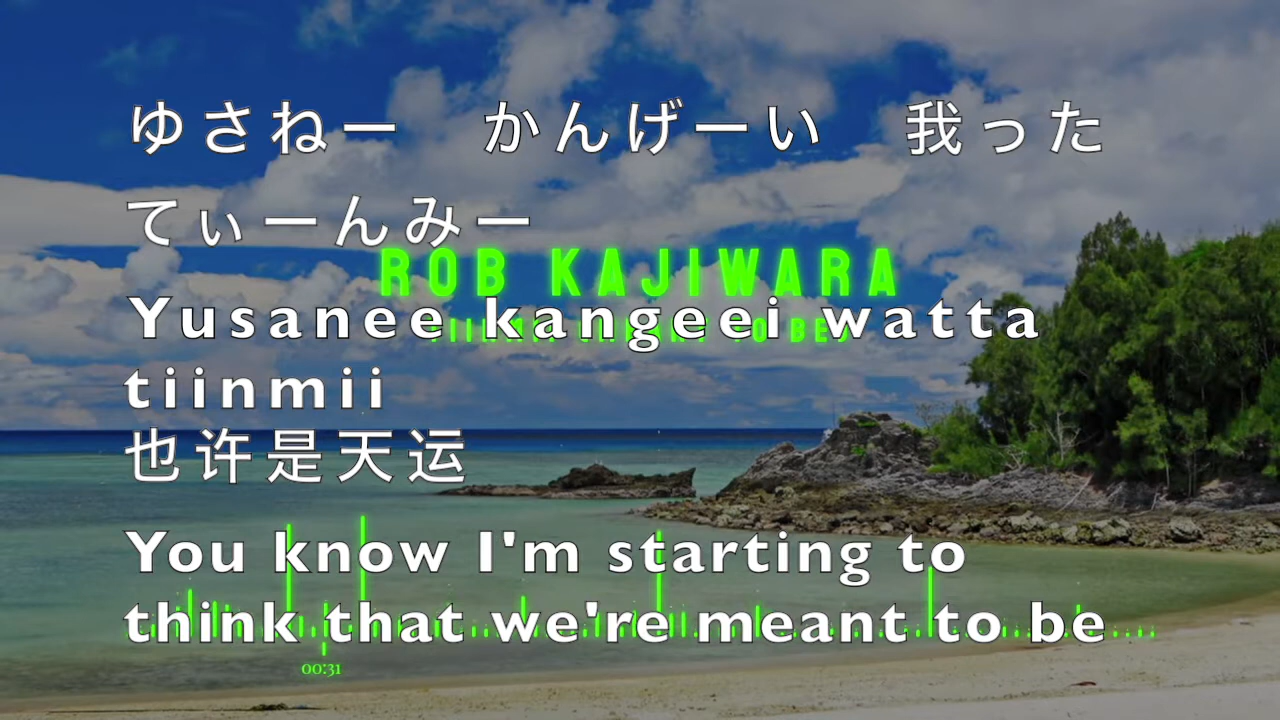 ゆさねー　かんげーい　我った
てぃーんみー
ROB KAJIWARA
Yusanee kangeei watta
tiinmii
也许是天运
You know I'm starting to
think that we're meant to be
00:31